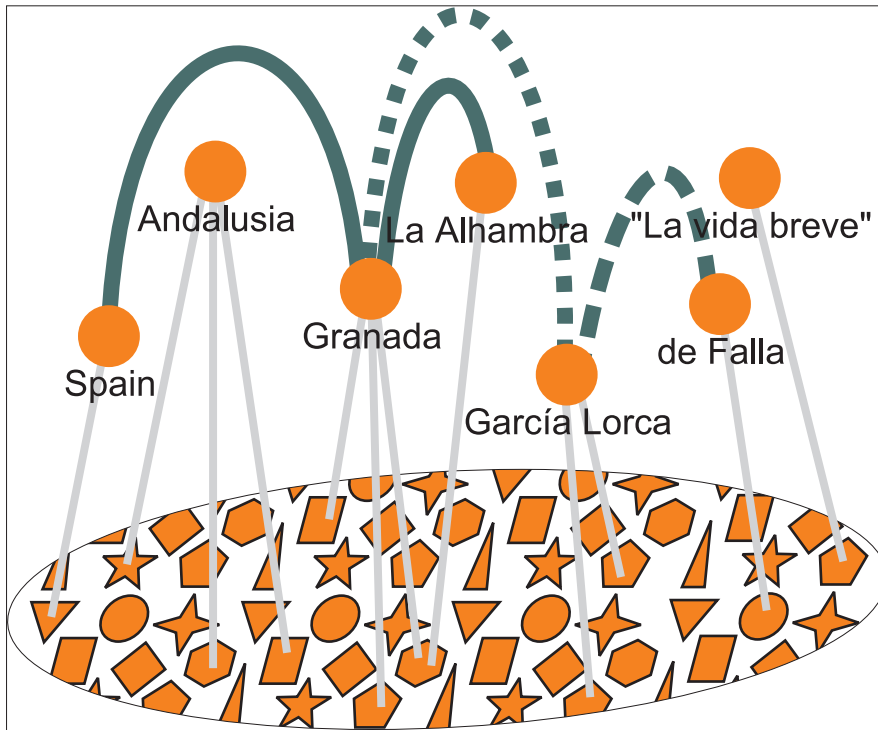 Andalusia
La Alhambra
"La vida breve"
Granada
de Falla
Spain
García Lorca